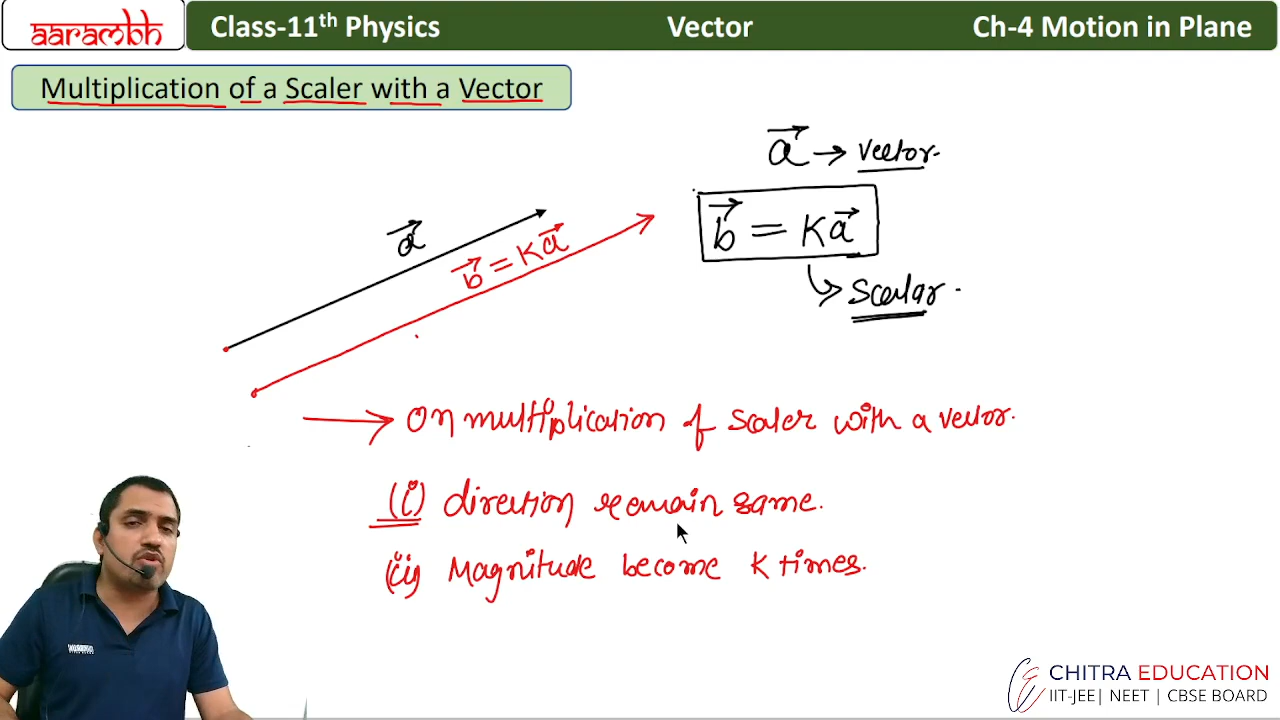 aarambh
Class-11th Physics
Vector
Ch-4 Motion in Plane
Multiplication of a Scaler with a Vector
a → vector.
b = Ka
scalar.
a
b = Ka
→ On multiplication of scaler with a vector.
(i) direction remain same.
(ii) Magnitude become K times.
CHITRA EDUCATION
IIT-JEE| NEET | CBSE BOARD